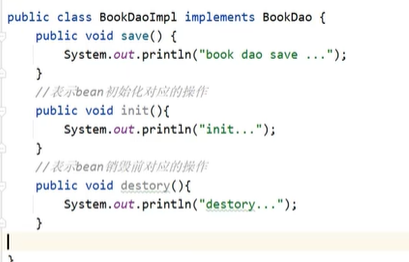 public class BookDaoImpl implements BookDao {
    public void save() {
        System.out.println("book dao save ...");
    }
    //表示bean初始化对应的操作
    public void init(){
        System.out.println("init...");
    }
    //表示bean销毁前对应的操作
    public void destory(){
        System.out.println("destory...");
    }
}